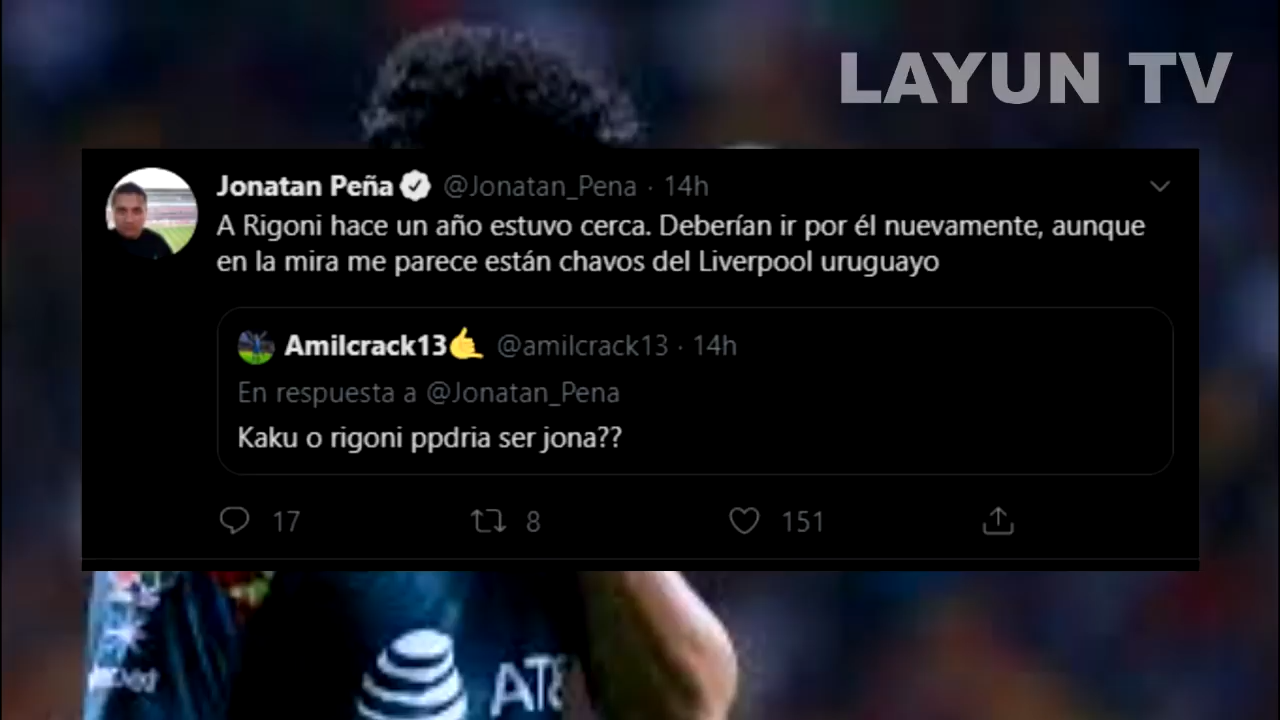 LAYUN TV
Jonatan Peña @Jonatan_Pena · 14h
A Rigoni hace un año estuvo cerca. Deberían ir por él nuevamente, aunque
en la mira me parece están chavos del Liverpool uruguayo
Amilcrack13🤙 @amilcrack13 · 14h
En respuesta a @Jonatan_Pena
Kaku o rigoni ppdria ser jona??
17 8 151
AT&